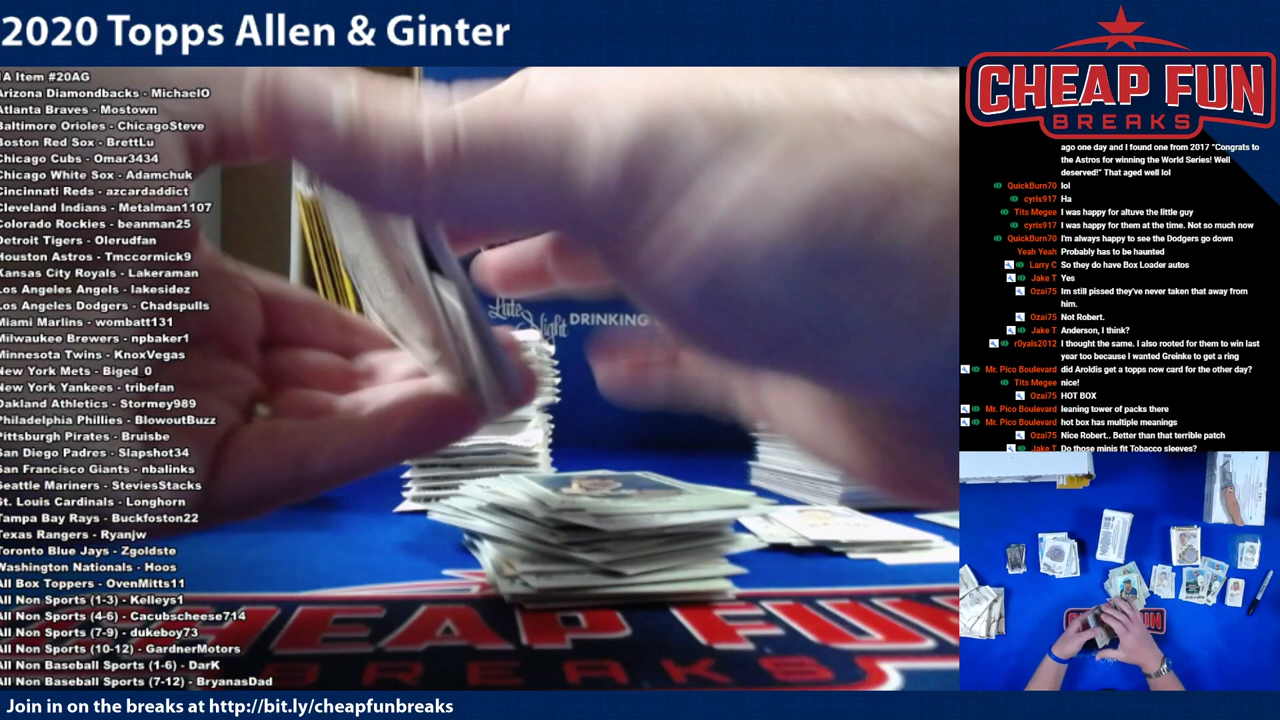 2020 Topps Allen & Ginter
1A Item #20AG
Arizona Diamondbacks - MichaelO
Atlanta Braves - Mostown
Baltimore Orioles - ChicagoSteve
Boston Red Sox - BrettLu
Chicago Cubs - Omar3434
Chicago White Sox - Adamchuk
Cincinnati Reds - azcardaddict
Cleveland Indians - Metalman1107
Colorado Rockies - beanman25
Detroit Tigers - Olerudfan
Houston Astros - Tmccormick9
Kansas City Royals - Lakeraman
Los Angeles Angels - lakesidez
Los Angeles Dodgers - Chadspulls
Miami Marlins - wombatt131
Milwaukee Brewers - npbaker1
Minnesota Twins - KnoxVegas
New York Mets - Biged_0
New York Yankees - tribefan
Oakland Athletics - Stormey989
Philadelphia Phillies - BlowoutBuzz
Pittsburgh Pirates - Bruisbe
San Diego Padres - Slapshot34
San Francisco Giants - nbalinks
Seattle Mariners - SteviesStacks
St. Louis Cardinals - Longhorn
Tampa Bay Rays - Buckfoston22
Texas Rangers - Ryanjw
Toronto Blue Jays - Zgoldste
Washington Nationals - Hoos
All Box Toppers - OvenMitts11
All Non Sports (1-3) - Kelleys1
All Non Sports (4-6) - Cacubscheese714
All Non Sports (7-9) - dukeboy73
All Non Sports (10-12) - GardnerMotors
All Non Baseball Sports (1-6) - DarK
All Non Baseball Sports (7-12) - BryanasDad
Late
Night DRINKING
CHEAP FUN
BREAKS
CHEAP FUN
BREAKS
ago one day and I found one from 2017 "Congrats to
the Astros for winning the World Series! Well
deserved!" That aged well lol
QuickBurn70 lol
cyris917 Ha
Tits Megee I was happy for altuve the little guy
cyris917 I was happy for them at the time. Not so much now
QuickBurn70 I'm always happy to see the Dodgers go down
Yeah Yeah Probably has to be haunted
Larry C So they do have Box Loader autos
Jake T Yes
Ozai75 Im still pissed they've never taken that away from
him.
Ozai75 Not Robert.
Jake T Anderson, I think?
r0yals2012 I thought the same. I also rooted for them to win last
year too because I wanted Greinke to get a ring
Mr. Pico Boulevard did Aroldis get a topps now card for the other day?
Tits Megee nice!
Ozai75 HOT BOX
Mr. Pico Boulevard leaning tower of packs there
Mr. Pico Boulevard hot box has multiple meanings
Ozai75 Nice Robert.. Better than that terrible patch
Jake T Do those minis fit Tobacco sleeves?
CHEAP FUN
Join in on the breaks at http://bit.ly/cheapfunbreaks